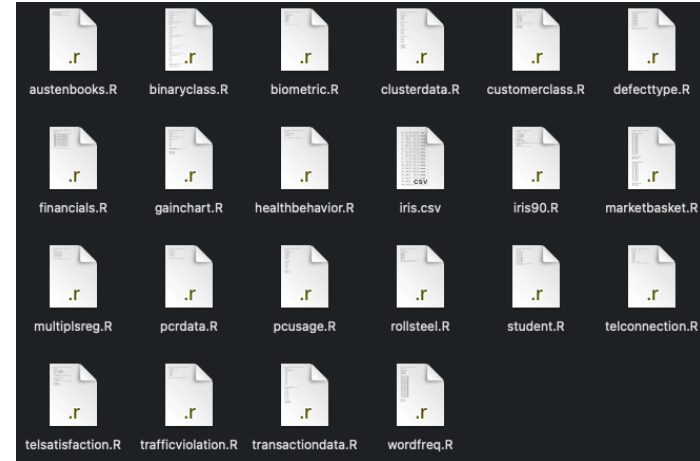 .r .r .r .r .r .r
austenbooks.R binaryclass.R biometric.R clusterdata.R customerclass.R defecttype.R
.r .r .r CSV .r .r
financials.R gainchart.R healthbehavior.R iris.csv iris90.R marketbasket.R
.r .r .r .r .r .r
multiplsreg.R pcrdata.R pcusage.R rollsteel.R student.R telconnection.R
.r .r .r .r
telsatisfaction.R trafficviolation.R transactiondata.R wordfreq.R